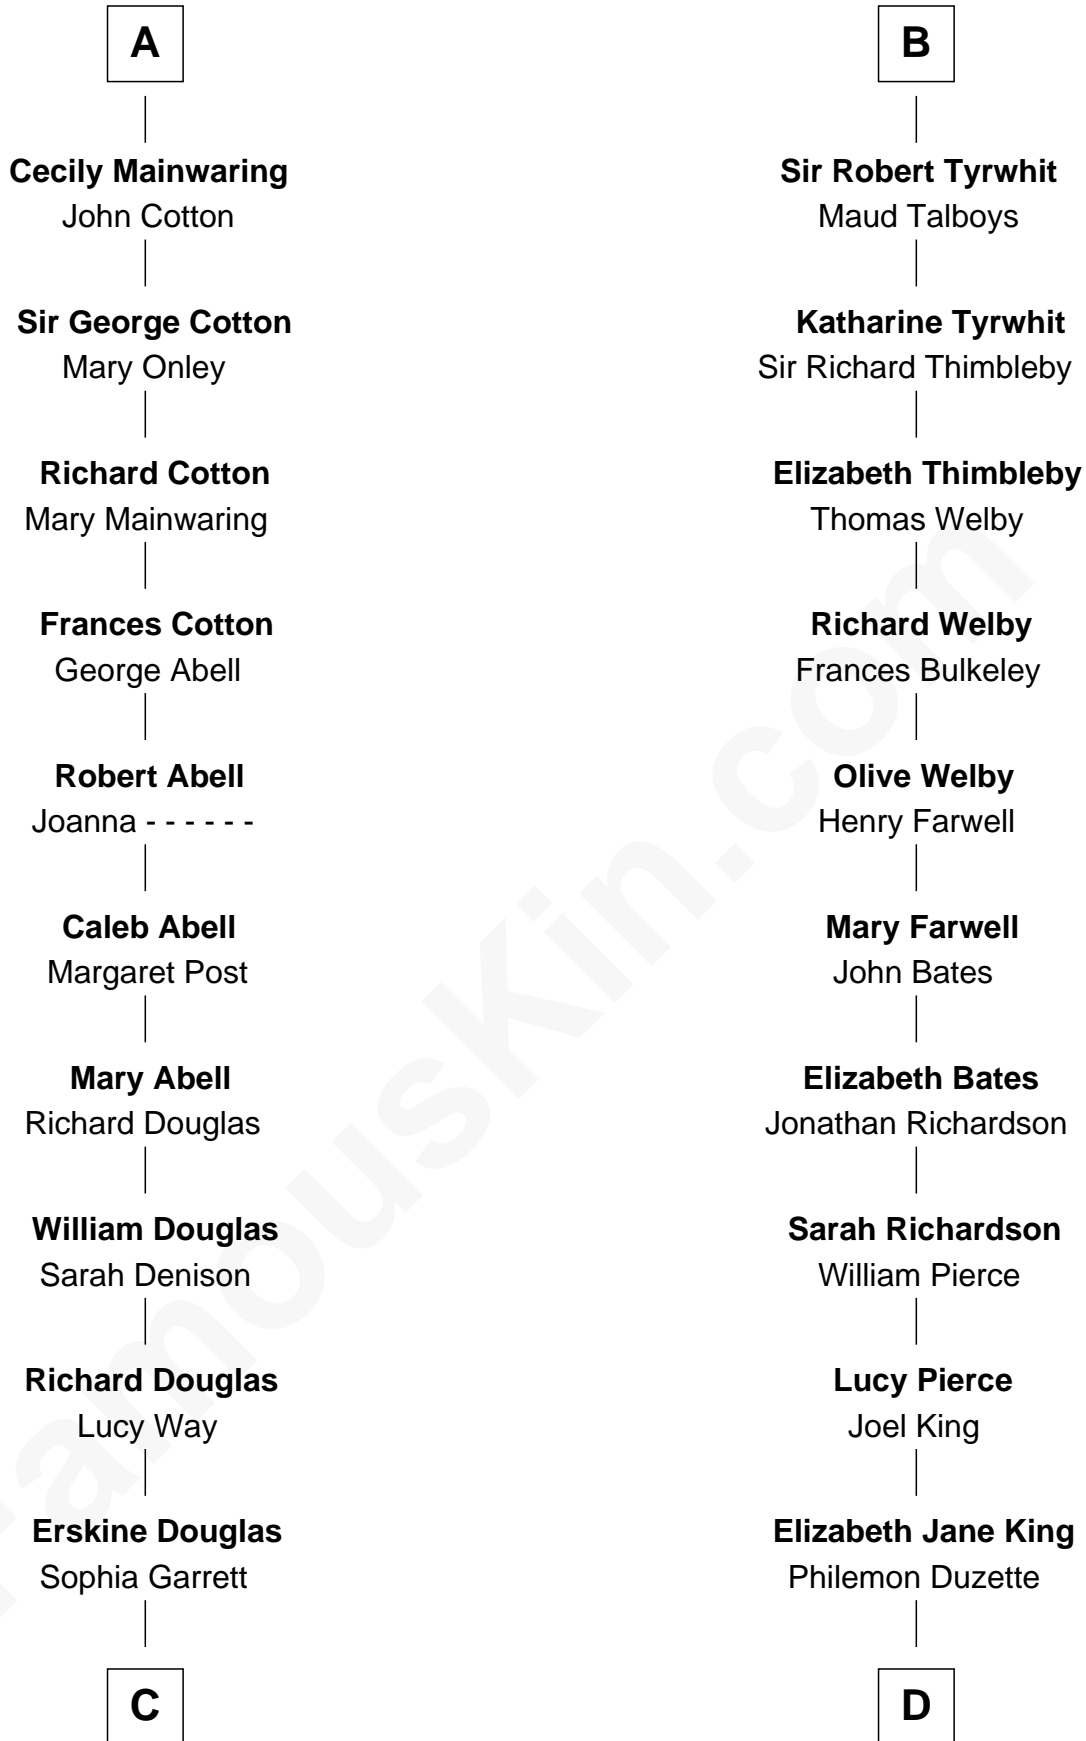 A
Cecily Mainwaring
John Cotton
Sir George Cotton
Mary Onley
Richard Cotton
Mary Mainwaring
Frances Cotton
George Abell
Robert Abell
Joanna - - - - - -
Caleb Abell
Margaret Post
Mary Abell
Richard Douglas
William Douglas
Sarah Denison
Richard Douglas
Lucy Way
Erskine Douglas
Sophia Garrett
C
B
Sir Robert Tyrwhit
Maud Talboys
Katharine Tyrwhit
Sir Richard Thimbleby
Elizabeth Thimbleby
Thomas Welby
Richard Welby
Frances Bulkeley
Olive Welby
Henry Farwell
Mary Farwell
John Bates
Elizabeth Bates
Jonathan Richardson
Sarah Richardson
William Pierce
Lucy Pierce
Joel King
Elizabeth Jane King
Philemon Duzette
D
FamousKin.com